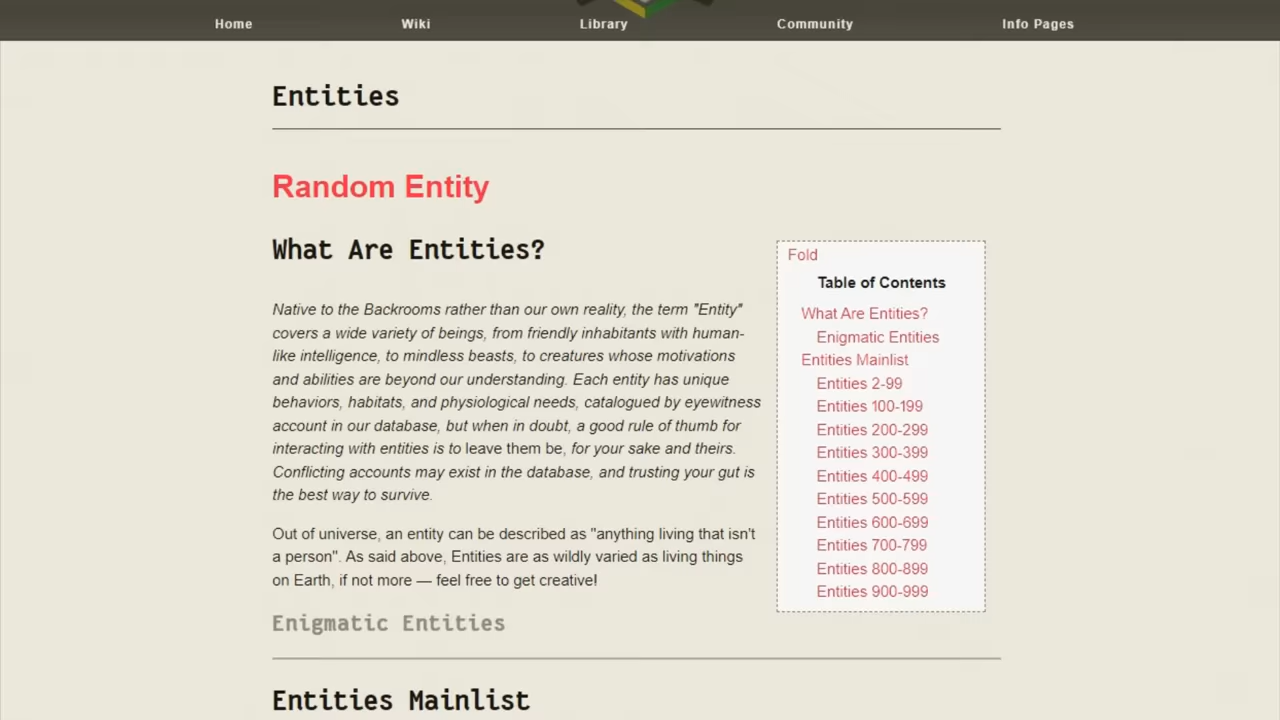 Home Wiki Library Community Info Pages
Entities
Random Entity
What Are Entities?
Native to the Backrooms rather than our own reality, the term "Entity"
covers a wide variety of beings, from friendly inhabitants with human-
like intelligence, to mindless beasts, to creatures whose motivations
and abilities are beyond our understanding. Each entity has unique
behaviors, habitats, and physiological needs, catalogued by eyewitness
account in our database, but when in doubt, a good rule of thumb for
interacting with entities is to leave them be, for your sake and theirs.
Conflicting accounts may exist in the database, and trusting your gut is
the best way to survive.
Out of universe, an entity can be described as "anything living that isn't
a person". As said above, Entities are as wildly varied as living things
on Earth, if not more — feel free to get creative!
Fold
Table of Contents
What Are Entities?
Enigmatic Entities
Entities Mainlist
Entities 2-99
Entities 100-199
Entities 200-299
Entities 300-399
Entities 400-499
Entities 500-599
Entities 600-699
Entities 700-799
Entities 800-899
Entities 900-999
Enigmatic Entities
Entities Mainlist